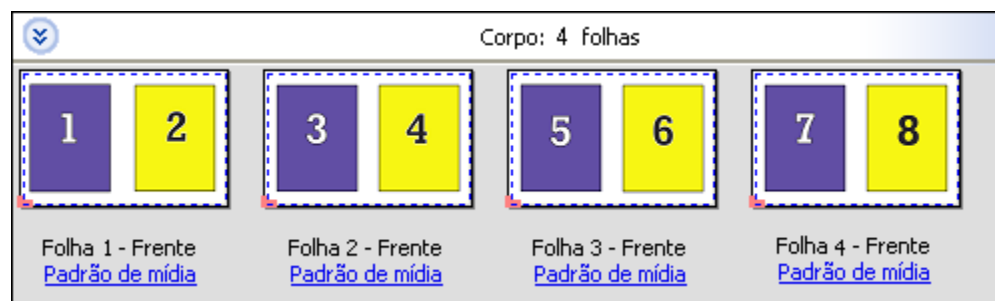 Corpo: 4 folhas
1 2 3 4 5 6 7 8
Folha 1 - Frente Folha 2 - Frente Folha 3 - Frente Folha 4 - Frente
Padrão de mídia Padrão de mídia Padrão de mídia Padrão de mídia